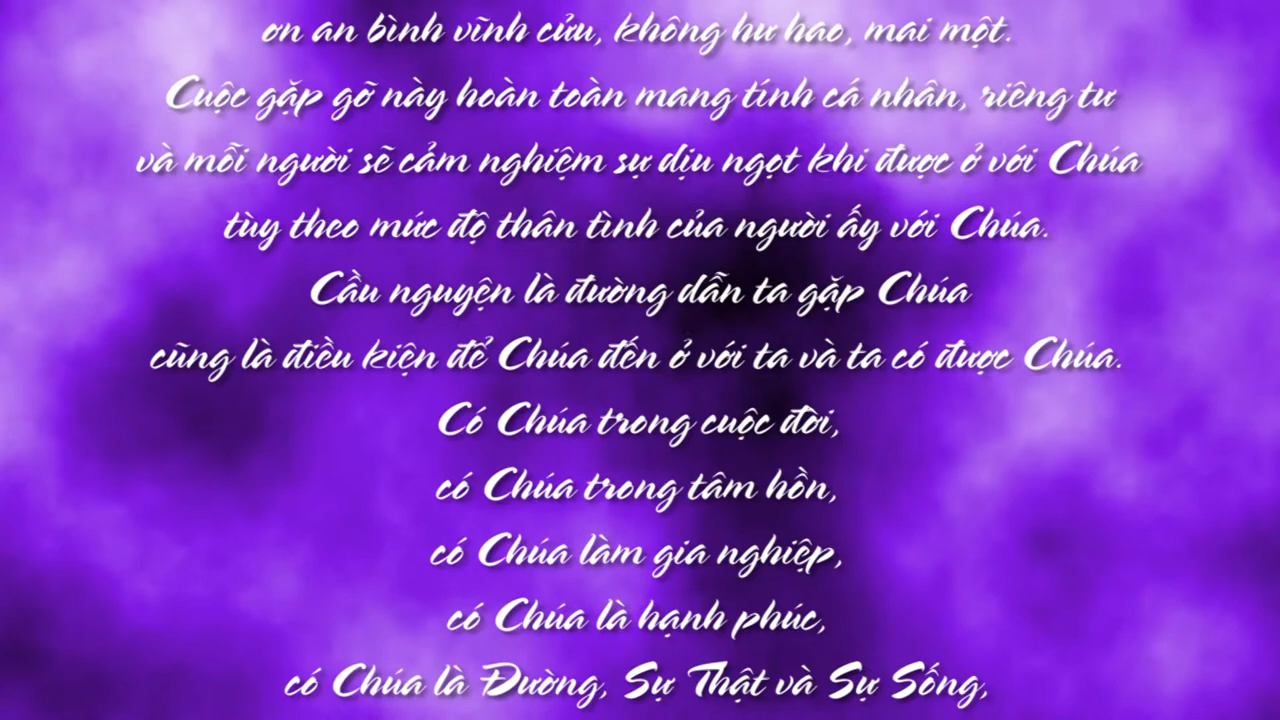 ơn an bình vĩnh cửu, không hư hao, mai một.
Cuộc gặp gõ này hoàn toàn mang tính cá nhân, riêng tư
và mỗi người sẽ cảm nghiệm sự dịu ngọt khi được ở với Chúa
tùy theo mức độ thân tình của người ấy với Chúa.
Cầu nguyện là đường dẫn ta gặp Chúa
cũng là điều kiện để Chúa đến ở với ta và ta có được Chúa.
Có Chúa trong cuộc đời,
có Chúa trong tâm hồn,
có Chúa làm gia nghiệp,
có Chúa là hạnh phúc,
có Chúa là Đường, Sự Thật và Sự Sống,